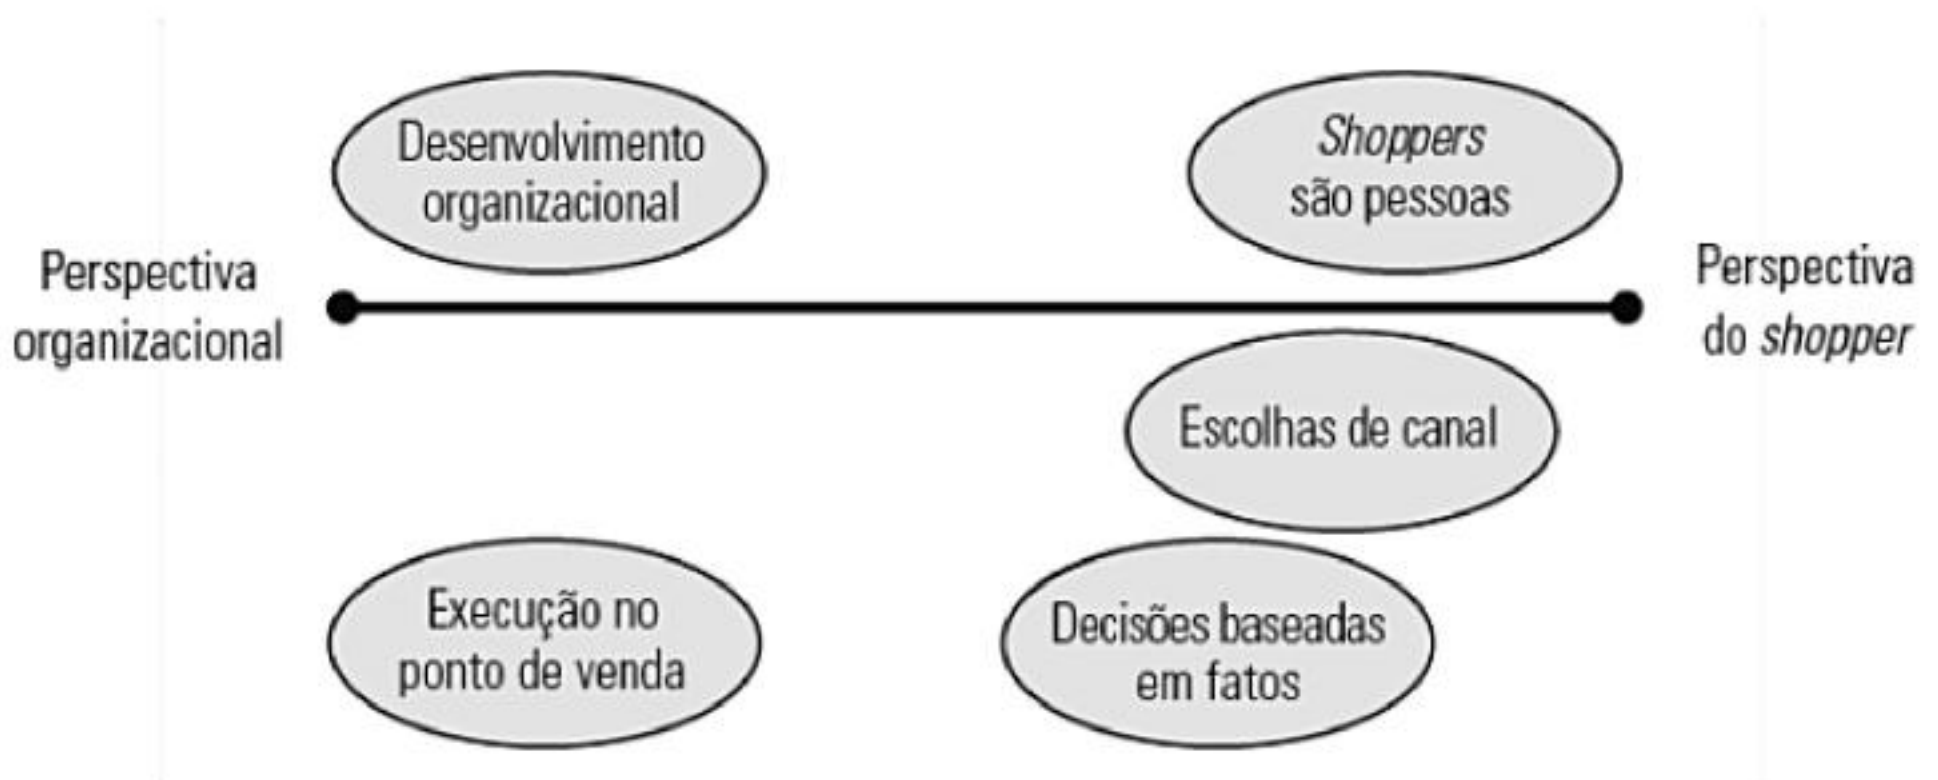 Desenvolvimento
organizacional
Shoppers
são pessoas
Perspectiva
organizacional
Perspectiva
do shopper
Escolhas de canal
Execução no
ponto de venda
Decisões baseadas
em fatos